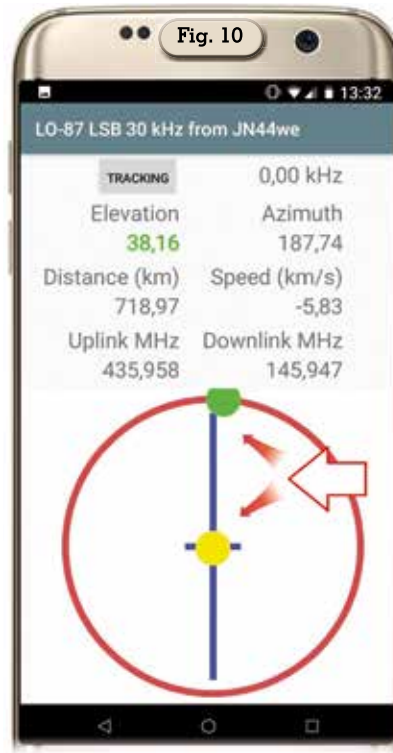 Fig. 10
13:32
LO-87 LSB 30 kHz from JN44we
TRACKING 0,00 kHz
Elevation Azimuth
38,16 187,74
Distance (km) Speed (km/s)
718,97 -5,83
Uplink MHz Downlink MHz
435,958 145,947